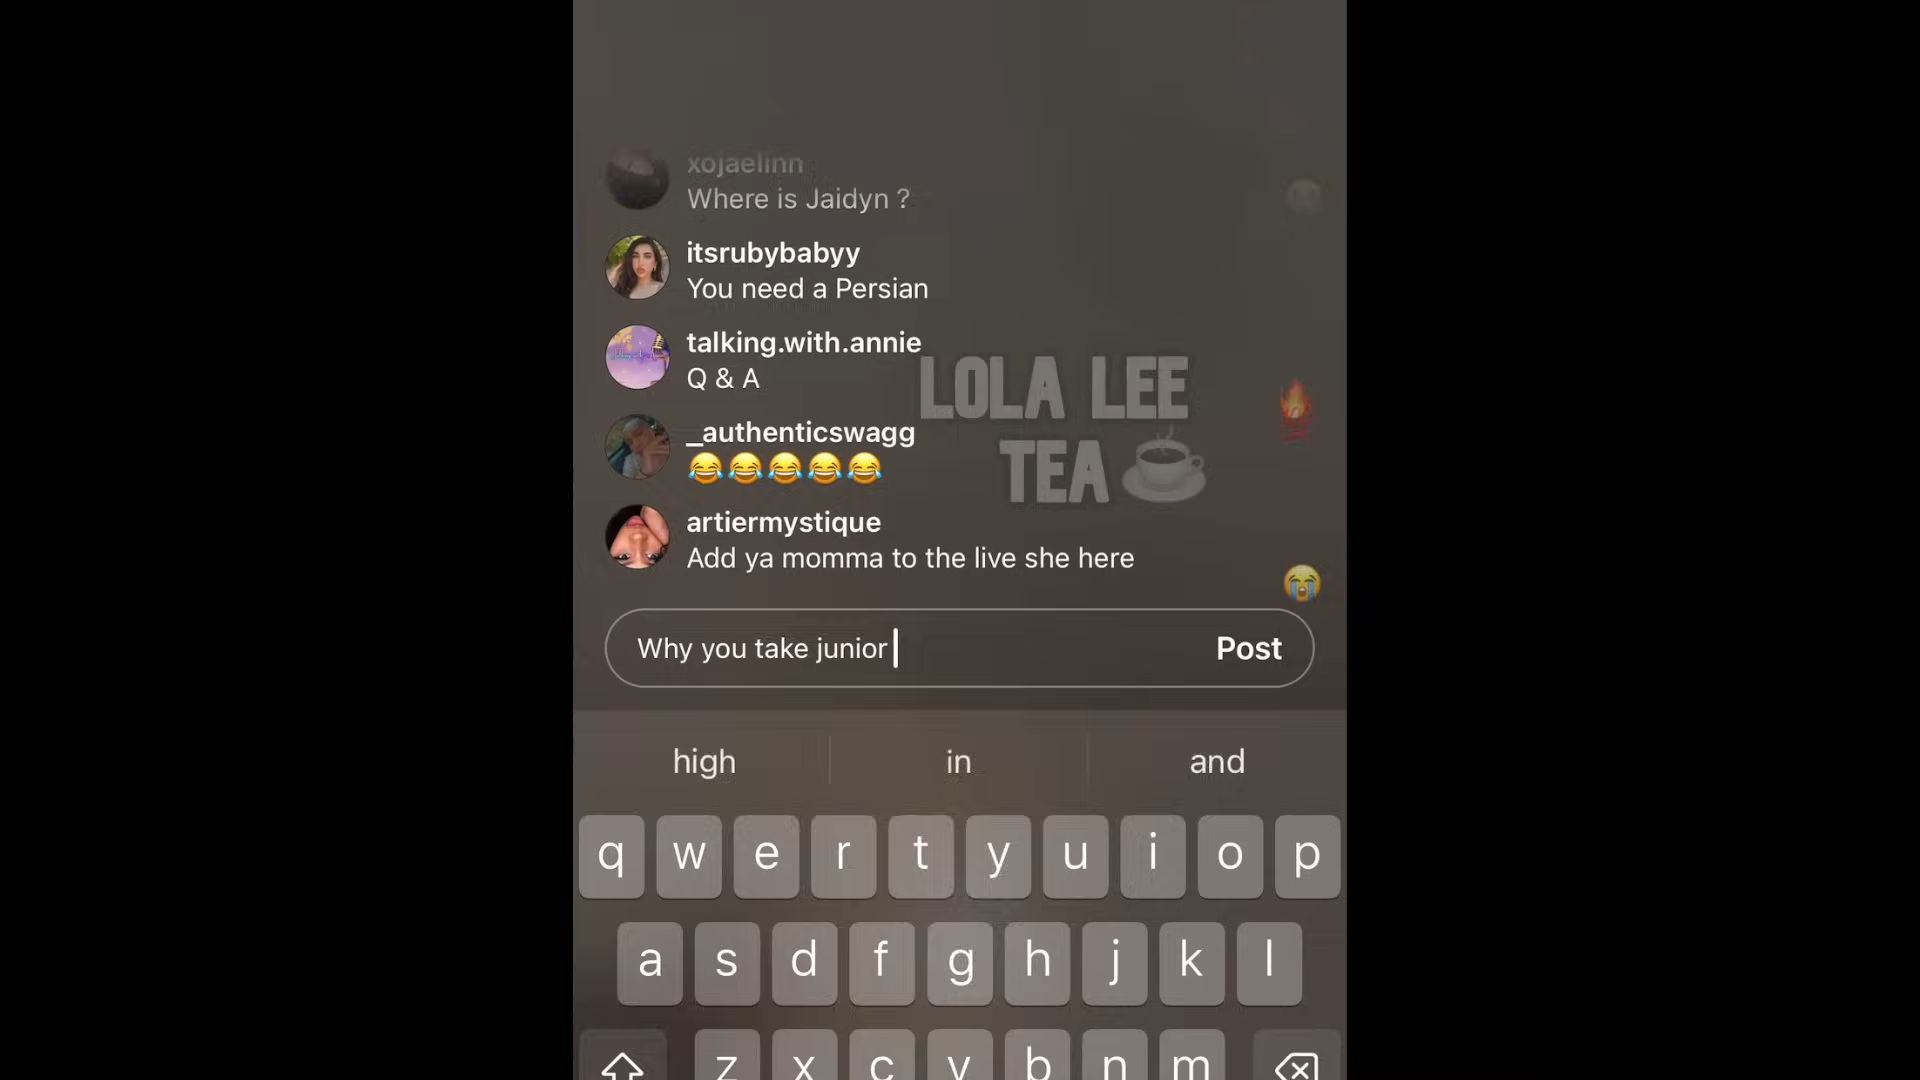 xojaelinn
Where is Jaidyn ?
itsrubybabyy
You need a Persian
talking.with.annie
Q & A
_authenticswagg
😂😂😂😂😂
artiermystique
Add ya momma to the live she here
LOLA LEE
TEA
Why you take junior
Post
high in and
q w e r t y u i o p
a s d f g h j k l
z x c v b n m